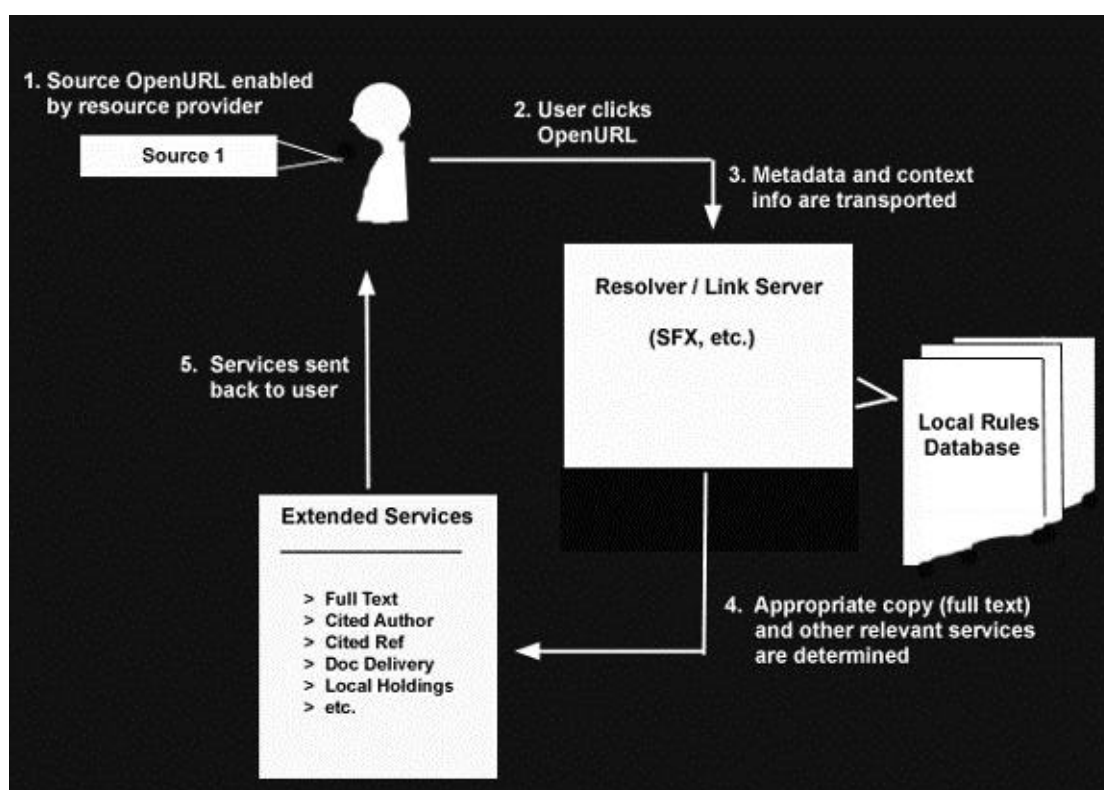 1. Source OpenURL enabled
by resource provider
Source 1
2. User clicks
OpenURL
3. Metadata and context
info are transported
Resolver / Link Server
(SFX, etc.)
Local Rules
Database
4. Appropriate copy (full text)
and other relevant services
are determined
5. Services sent
back to user
Extended Services
> Full Text
> Cited Author
> Cited Ref
> Doc Delivery
> Local Holdings
> etc.